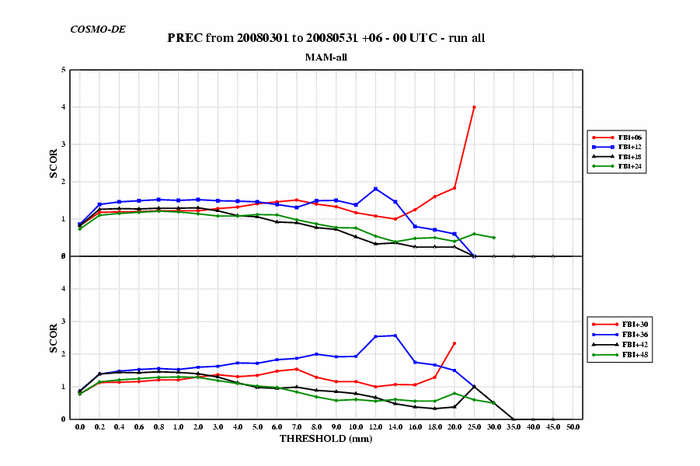 COSMO-DE
PREC from 20080301 to 20080531 +06 - 00 UTC - run all
MAM-all
5
4
3
2
1
0
SCOR
FBI+06
FBI+12
FBI+18
FBI+24
4
3
2
1
0
SCOR
FBI+30
FBI+36
FBI+42
FBI+48
0.0 0.2 0.4 0.6 0.8 1.0 2.0 3.0 4.0 5.0 6.0 7.0 8.0 9.0 10.0 12.0 14.0 16.0 18.0 20.0 25.0 30.0 35.0 40.0 45.0 50.0
THRESHOLD (mm)